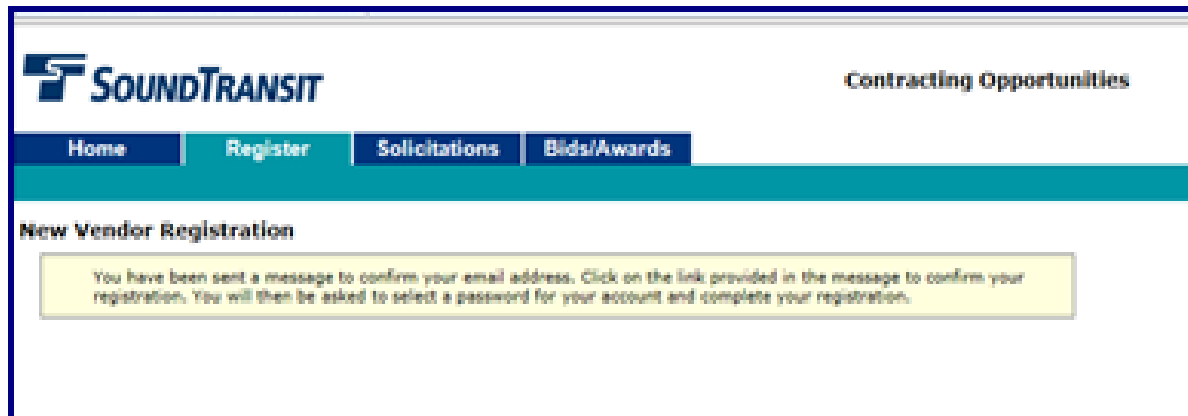 SOUNDTRANSIT
Contracting Opportunities
Home Register Solicitations Bids/Awards
New Vendor Registration
You have been sent a message to confirm your email address. Click on the link provided in the message to confirm your
registration. You will then be asked to select a password for your account and complete your registration.